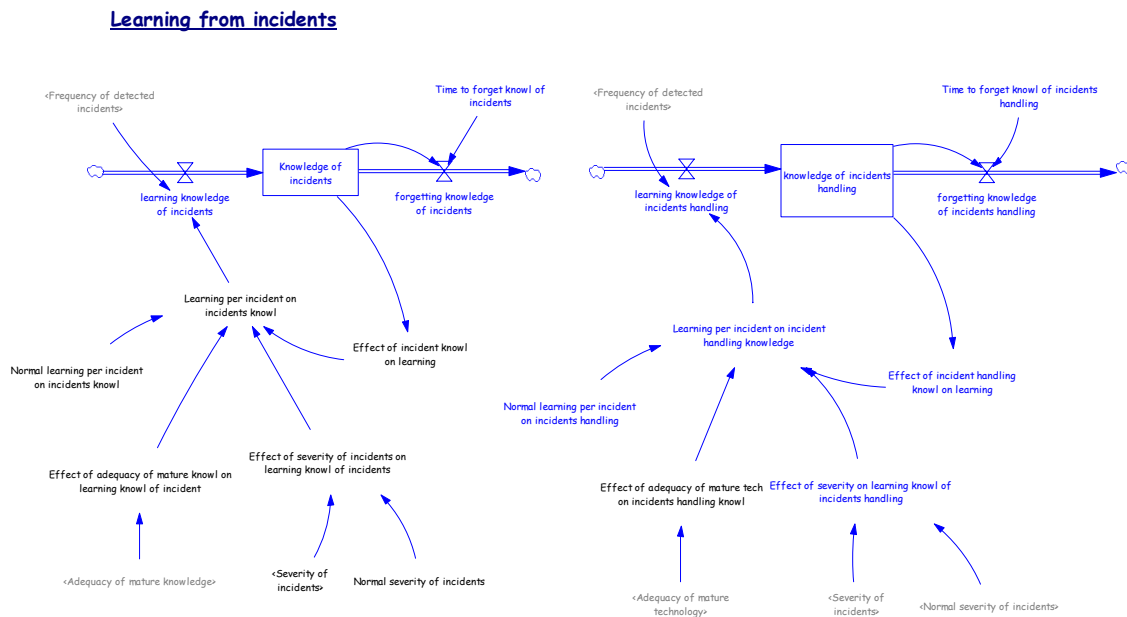 Learning from incidents
<Frequency of detected
incidents>
Time to forget knowl of
incidents
Knowledge of
incidents
learning knowledge
of incidents
forgetting knowledge
of incidents
Learning per incident on
incidents knowl
Effect of incident knowl
on learning
Normal learning per incident
on incidents knowl
Effect of adequacy of mature knowl on
learning knowl of incident
Effect of severity of incidents on
learning knowl of incidents
<Adequacy of mature knowledge>
<Severity of
incidents>
Normal severity of incidents
<Frequency of detected
incidents>
Time to forget knowl of incidents
handling
knowledge of incidents
handling
learning knowledge of
incidents handling
forgetting knowledge
of incidents handling
Learning per incident on incident
handling knowledge
Effect of incident handling
knowl on learning
Normal learning per incident
on incidents handling
Effect of adequacy of mature tech
on incidents handling knowl
Effect of severity on learning knowl of
incidents handling
<Adequacy of mature
technology>
<Severity of
incidents>
<Normal severity of incidents>